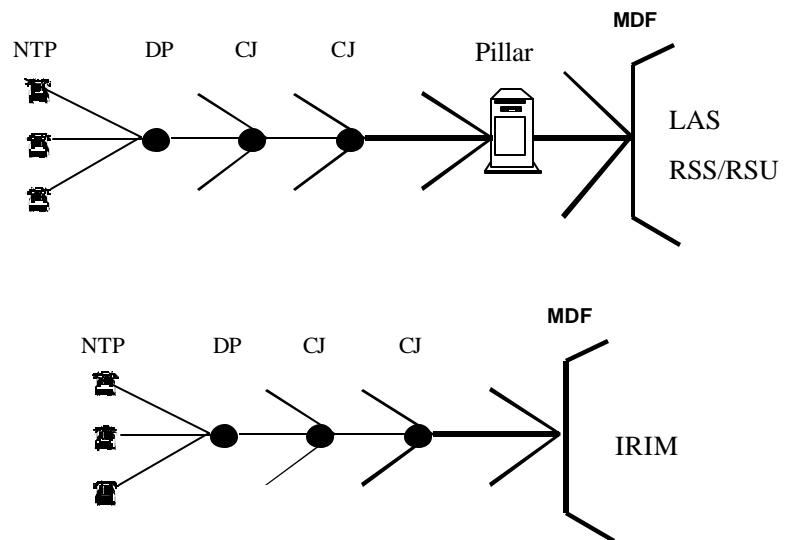 MDF
NTP DP CJ CJ Pillar
LAS
RSS/RSU
MDF
NTP DP CJ CJ
IRIM